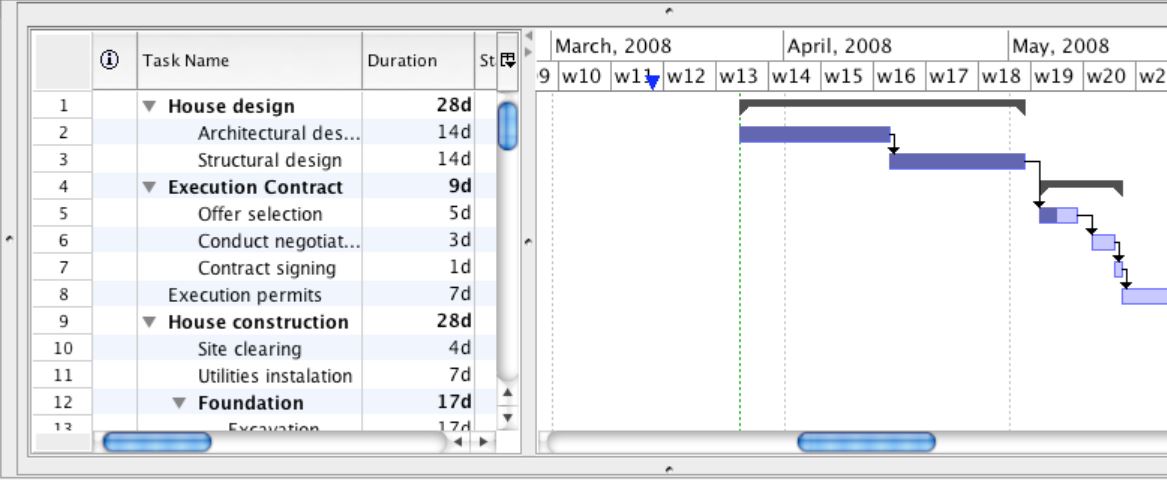 Task Name Duration St
1 House design 28d
2 Architectural des... 14d
3 Structural design 14d
4 Execution Contract 9d
5 Offer selection 5d
6 Conduct negotiat... 3d
7 Contract signing 1d
8 Execution permits 7d
9 House construction 28d
10 Site clearing 4d
11 Utilities instalation 7d
12 Foundation 17d
13 Excavation 17d
March, 2008 April, 2008 May, 2008
9 w10 w11 w12 w13 w14 w15 w16 w17 w18 w19 w20 w2